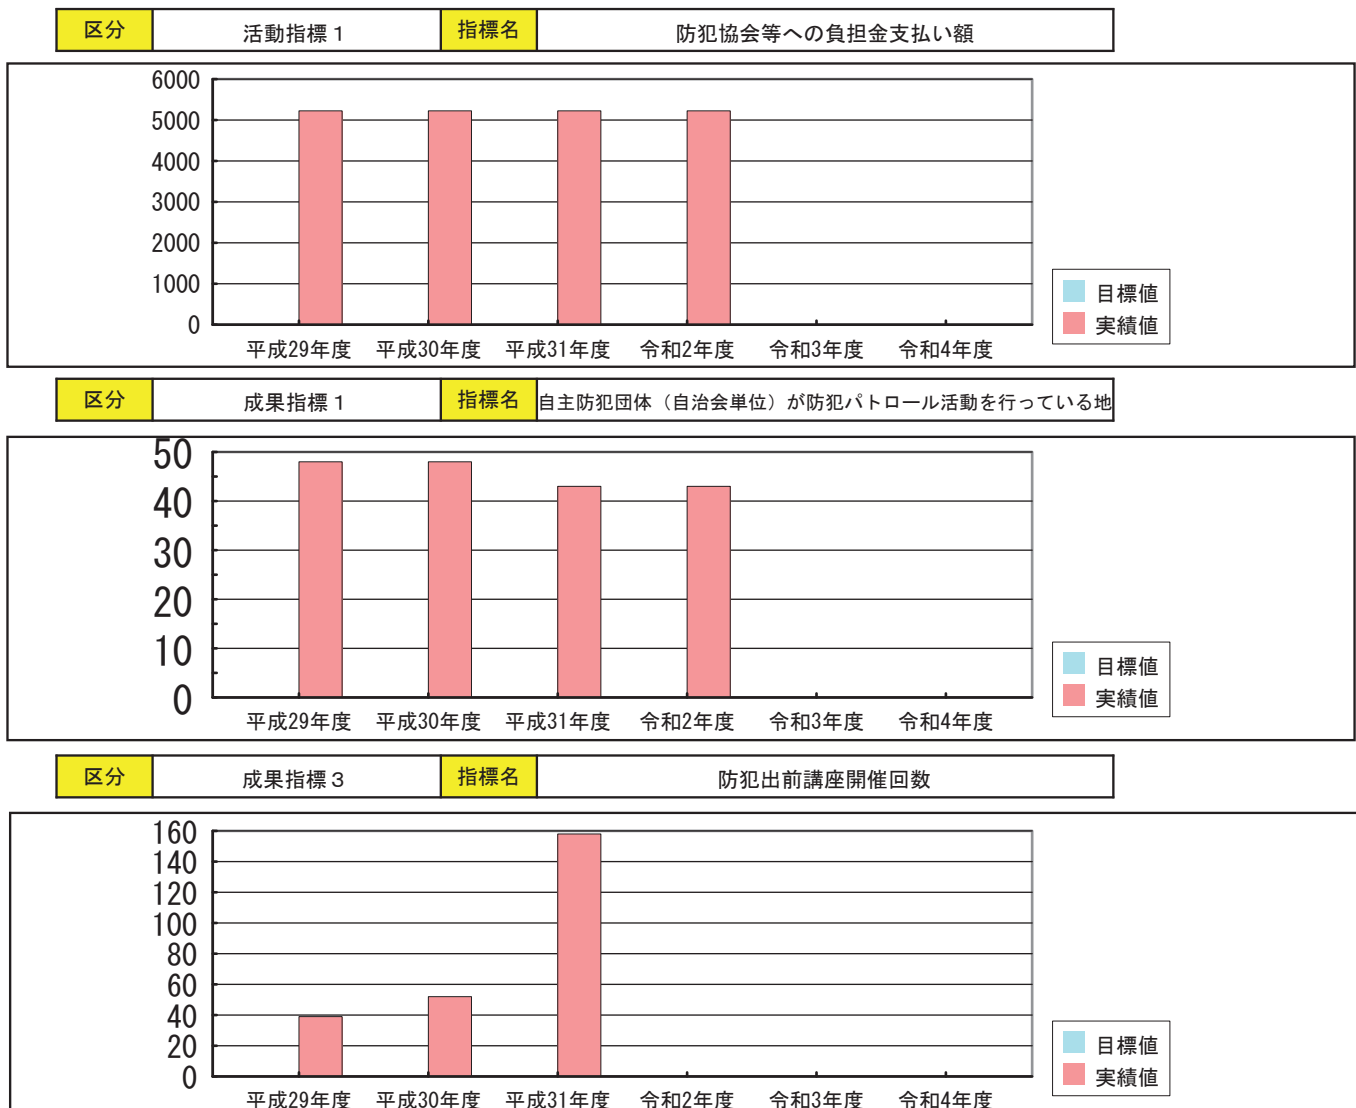 区分 活動指標１ 指標名 防犯協会等への負担金支払い額
6000
5000
4000
3000
2000
1000
0
平成29年度 平成30年度 平成31年度 令和2年度 令和3年度 令和4年度
目標値
実績値
区分 成果指標１ 指標名 自主防犯団体（自治会単位）が防犯パトロール活動を行っている地
50
40
30
20
10
0
平成29年度 平成30年度 平成31年度 令和2年度 令和3年度 令和4年度
目標値
実績値
区分 成果指標３ 指標名 防犯出前講座開催回数
160
140
120
100
80
60
40
20
0
平成29年度 平成30年度 平成31年度 令和2年度 令和3年度 令和4年度
目標値
実績値